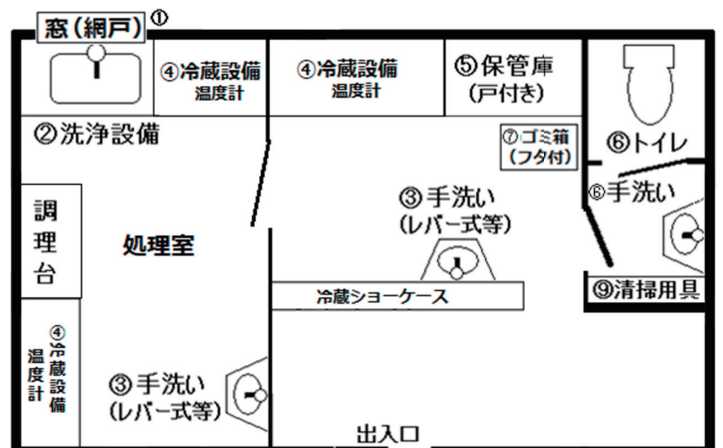 窓(網戸)①
④冷蔵設備
温度計
④冷蔵設備
温度計
⑤保管庫
(戸付き)
②洗浄設備
⑦ゴミ箱
(フタ付)
⑥トイレ
⑥手洗い
調理台
処理室
③手洗い
(レバー式等)
冷蔵ショーケース
⑨清掃用具
④冷蔵設備
温度計
③手洗い
(レバー式等)
出入口